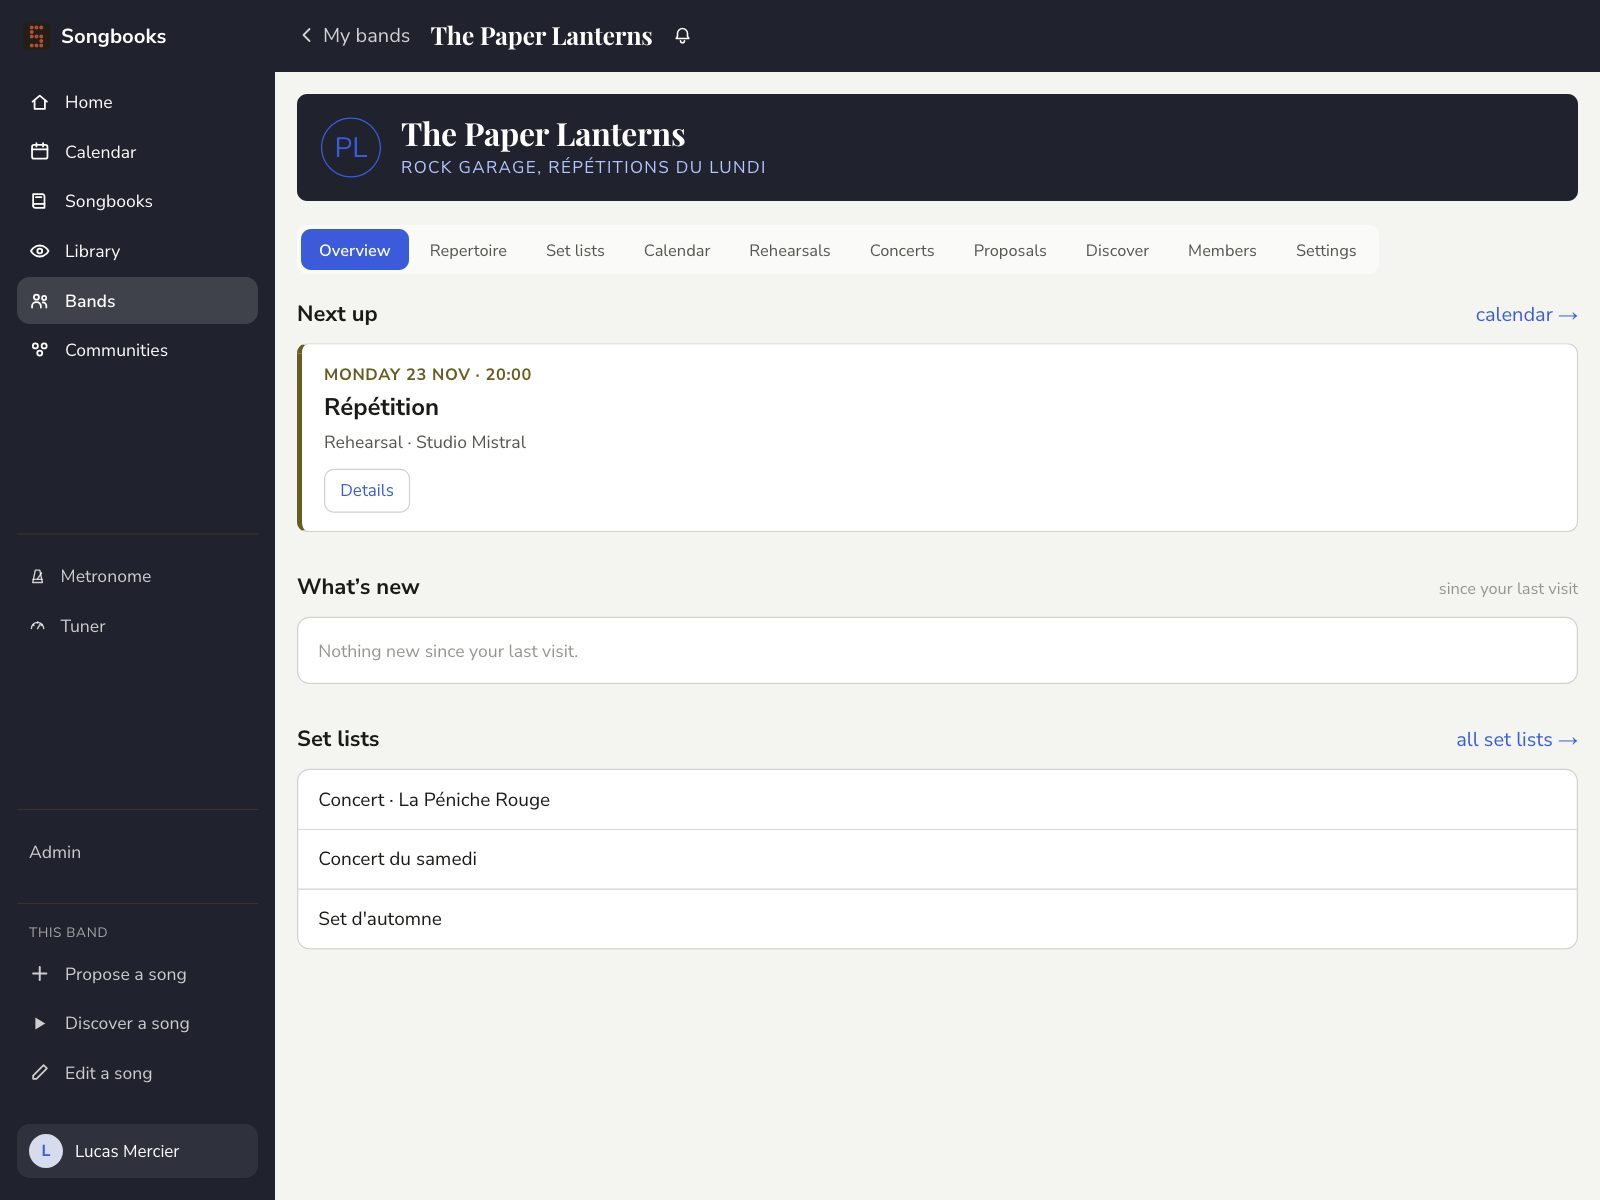 Songbooks
Home
Calendar
Songbooks
Library
Bands
Communities
Metronome
Tuner
Admin
THIS BAND
Propose a song
Discover a song
Edit a song
L Lucas Mercier
My bands The Paper Lanterns
PL
The Paper Lanterns
ROCK GARAGE, RÉPÉTITIONS DU LUNDI
Overview Repertoire Set lists Calendar Rehearsals Concerts Proposals Discover Members Settings
Next up calendar →
MONDAY 23 NOV · 20:00
Répétition
Rehearsal · Studio Mistral
Details
What’s new since your last visit
Nothing new since your last visit.
Set lists all set lists →
Concert · La Péniche Rouge
Concert du samedi
Set d'automne